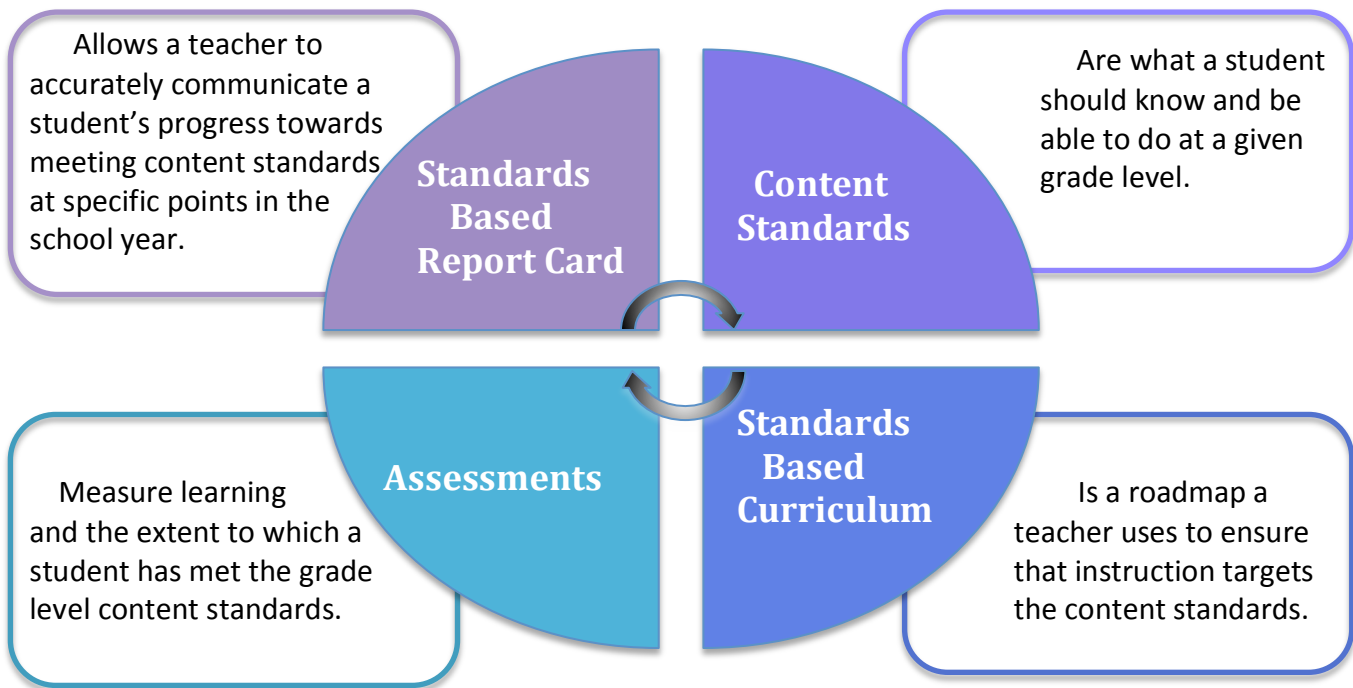 Allows a teacher to
accurately communicate a
student’s progress towards
meeting content standards
at specific points in the
school year.
Standards
Based
Report Card
Content
Standards
Are what a student
should know and be
able to do at a given
grade level.
Measure learning
and the extent to which a
student has met the grade
level content standards.
Assessments
Standards
Based
Curriculum
Is a roadmap a
teacher uses to ensure
that instruction targets
the content standards.